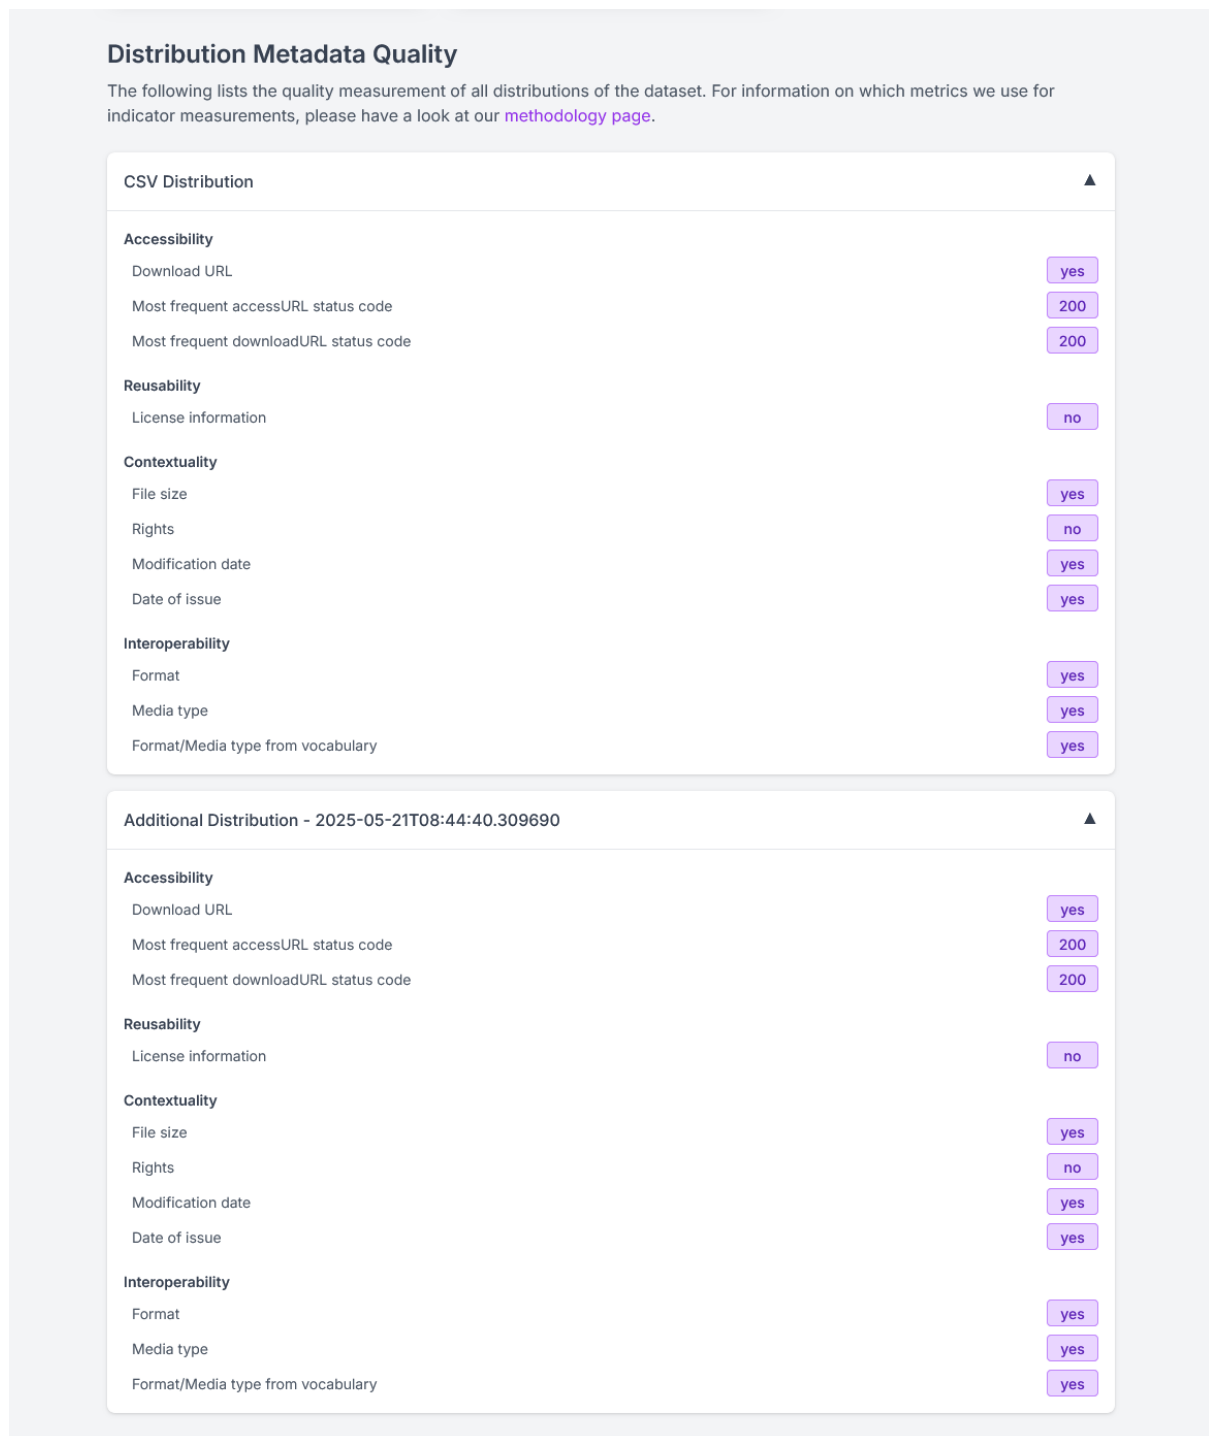 Distribution Metadata Quality
The following lists the quality measurement of all distributions of the dataset. For information on which metrics we use for
indicator measurements, please have a look at our methodology page.
CSV Distribution ▲
Accessibility
Download URL yes
Most frequent accessURL status code 200
Most frequent downloadURL status code 200
Reusability
License information no
Contextuality
File size yes
Rights no
Modification date yes
Date of issue yes
Interoperability
Format yes
Media type yes
Format/Media type from vocabulary yes
Additional Distribution - 2025-05-21T08:44:40.309690 ▲
Accessibility
Download URL yes
Most frequent accessURL status code 200
Most frequent downloadURL status code 200
Reusability
License information no
Contextuality
File size yes
Rights no
Modification date yes
Date of issue yes
Interoperability
Format yes
Media type yes
Format/Media type from vocabulary yes